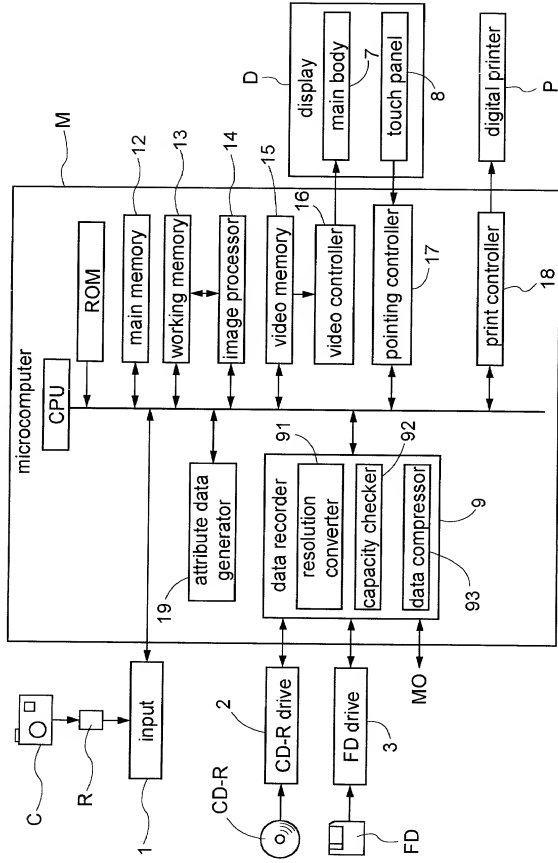 M
microcomputer
CPU
ROM
main memory
12
working memory
13
image processor
14
video memory
15
video controller
16
pointing controller
17
print controller
18
D
display
main body
7
touch panel
8
digital printer
P
attribute data
generator
19
data recorder
resolution
converter
91
capacity checker
92
data compressor
93
9
C
R
input
1
CD-R
CD-R drive
2
FD
FD drive
3
MO